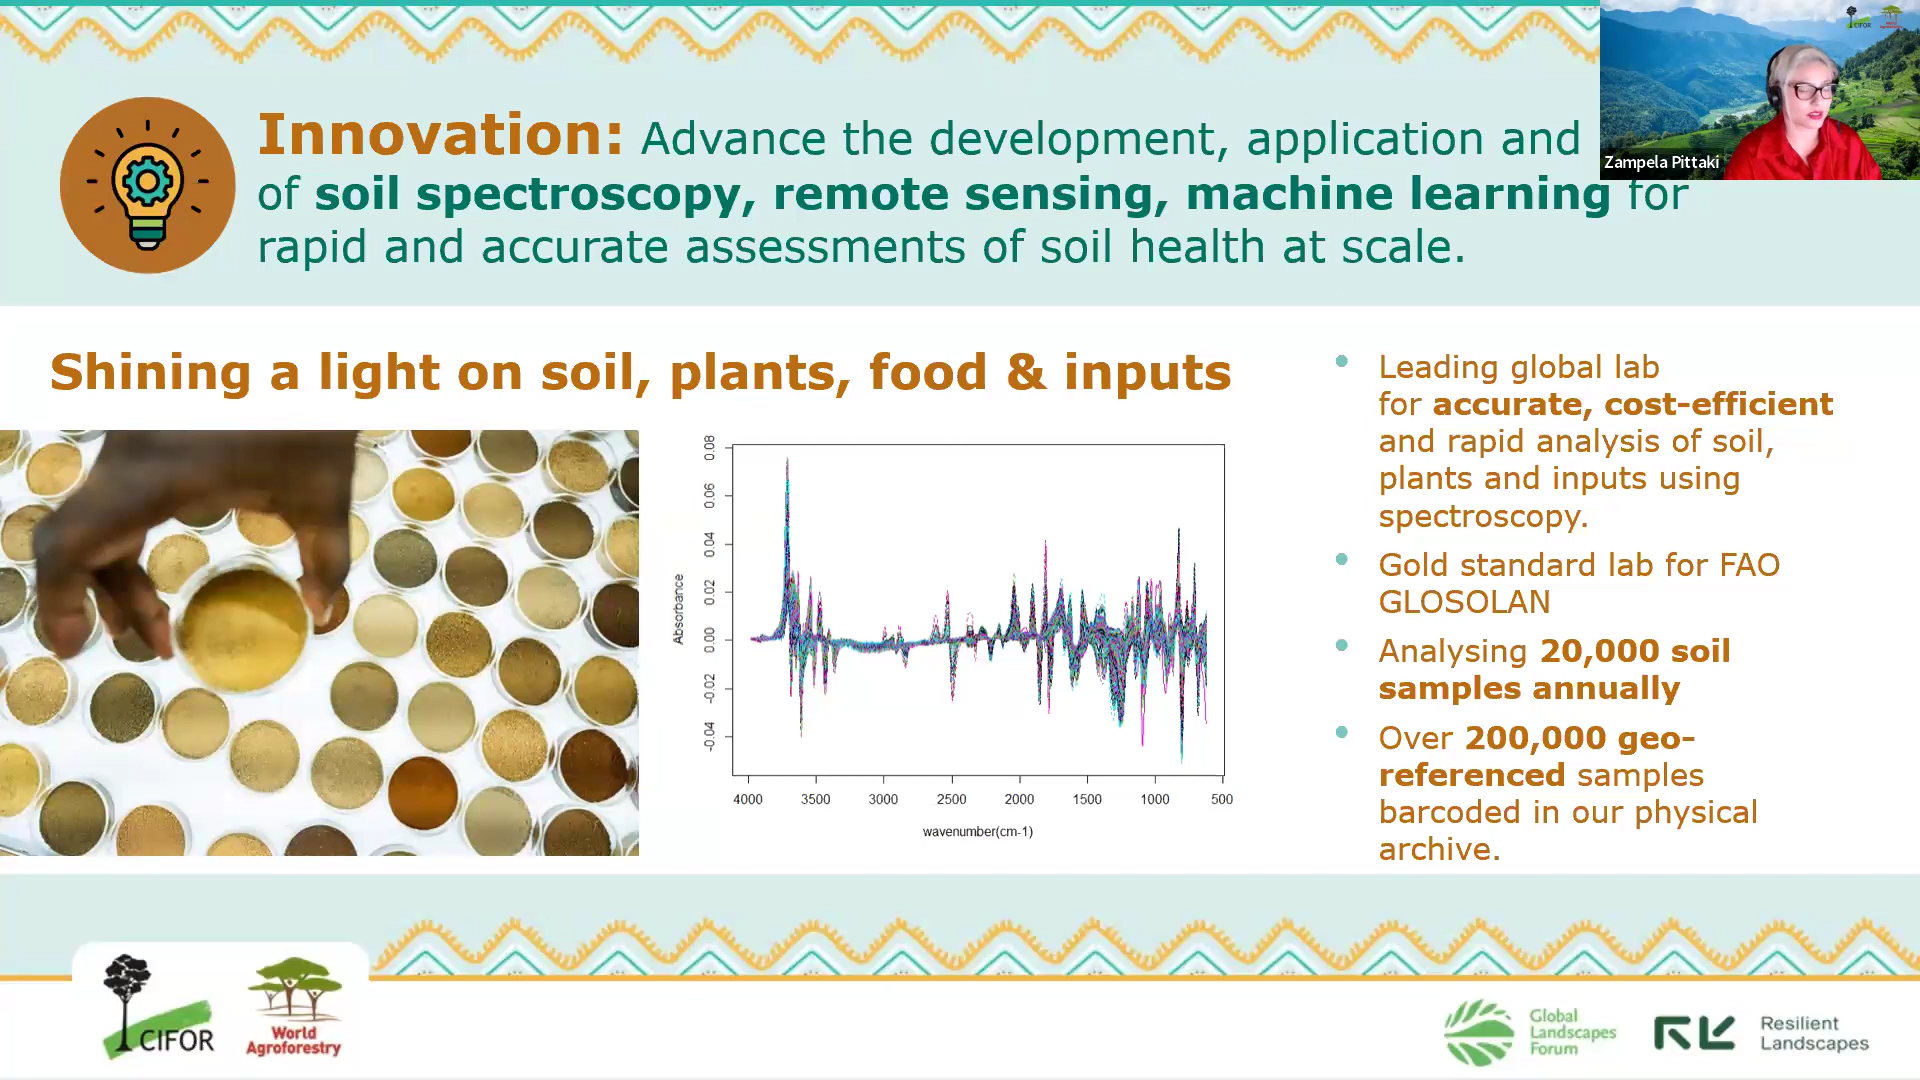 Innovation: Advance the development, application and
of soil spectroscopy, remote sensing, machine learning for
rapid and accurate assessments of soil health at scale.
Zampela Pittaki
CIFOR
Shining a light on soil, plants, food & inputs
Absorbance
0.08
0.06
0.04
0.02
0.00
-0.02
-0.04
4000 3500 3000 2500 2000 1500 1000 500
wavenumber(cm-1)
• Leading global lab
for accurate, cost-efficient
and rapid analysis of soil,
plants and inputs using
spectroscopy.
• Gold standard lab for FAO
GLOSOLAN
• Analysing 20,000 soil
samples annually
• Over 200,000 geo-
referenced samples
barcoded in our physical
archive.
CIFOR
World
Agroforestry
Global
Landscapes
Forum
Resilient
Landscapes